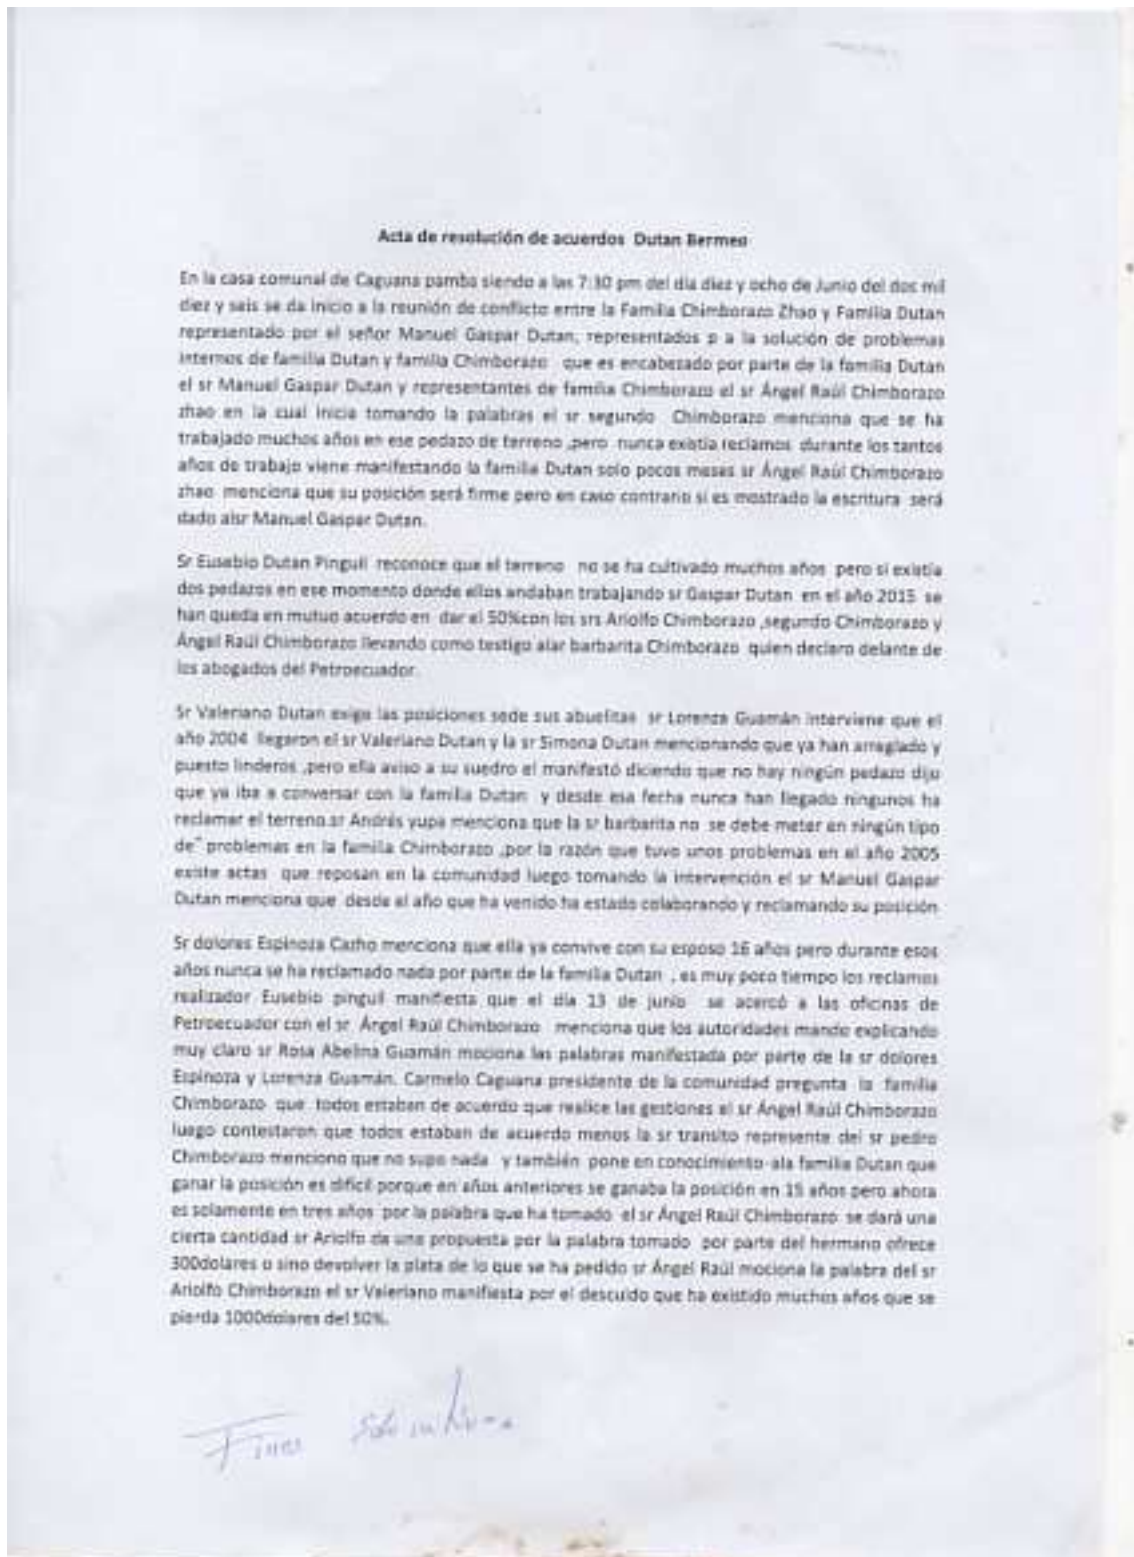 Acta de resolución de acuerdos Dutan Bermeo
En la casa comunal de Caguana pamba siendo a las 7:30 pm del día diez y ocho de Junio del dos mil
diez y seis se da inicio a la reunión de conflicto entre la Familia Chimborazo Zhao y Familia Dutan
representado por el señor Manuel Gaspar Dutan, representados p a la solución de problemas
internos de familia Dutan y familia Chimborazo que es encabezado por parte de la familia Dutan
el sr Manuel Gaspar Dutan y representantes de familia Chimborazo el sr Ángel Raúl Chimborazo
zhao en la cual inicia tomando la palabras el sr segundo Chimborazo menciona que se ha
trabajado muchos años en ese pedazo de terreno ,pero nunca existía reclamos durante los tantos
años de trabajo viene manifestando la familia Dutan solo pocos meses sr Ángel Raúl Chimborazo
zhao menciona que su posición será firme pero en caso contrario si es mostrado la escritura será
dado alsr Manuel Gaspar Dutan.
Sr Eusebio Dutan Pinguil reconoce que el terreno no se ha cultivado muchos años pero si existía
dos pedazos en ese momento donde ellos andaban trabajando sr Gaspar Dutan en el año 2015 se
han queda en mutuo acuerdo en dar el 50%con los srs Ariolfo Chimborazo ,segundo Chimborazo y
Ángel Raúl Chimborazo llevando como testigo alar barbarita Chimborazo quien declaro delante de
los abogados del Petroecuador.
Sr Valeriano Dutan exige las posiciones sede sus abuelitas sr Lorenza Guamán interviene que el
año 2004 llegaron el sr Valeriano Dutan y la sr Simona Dutan mencionando que ya han arreglado y
puesto linderos ,pero ella aviso a su suedro el manifestó diciendo que no hay ningún pedazo dijo
que ya iba a conversar con la familia Dutan y desde esa fecha nunca han llegado ningunos ha
reclamar el terreno.sr Andrés yupa menciona que la sr barbarita no se debe meter en ningún tipo
de¨ problemas en la familia Chimborazo ,por la razón que tuvo unos problemas en el año 2005
existe actas que reposan en la comunidad luego tomando la intervención el sr Manuel Gaspar
Dutan menciona que desde el año que ha venido ha estado colaborando y reclamando su posición
Sr dolores Espinoza Cazho menciona que ella ya convive con su esposo 16 años pero durante esos
años nunca se ha reclamado nada por parte de la familia Dutan , es muy poco tiempo los reclamos
realizador Eusebio pinguil manifiesta que el día 13 de junio se acercó a las oficinas de
Petroecuador con el sr Ángel Raúl Chimborazo menciona que los autoridades mando explicando
muy claro sr Rosa Abelina Guamán mociona las palabras manifestada por parte de la sr dolores
Espinoza y Lorenza Guamán. Carmelo Caguana presidente de la comunidad pregunta la familia
Chimborazo que todos estaban de acuerdo que realice las gestiones el sr Ángel Raúl Chimborazo
luego contestaron que todos estaban de acuerdo menos la sr transito represente del sr pedro
Chimborazo menciono que no supo nada y también pone en conocimiento ala familia Dutan que
ganar la posición es difícil porque en años anteriores se ganaba la posición en 15 años pero ahora
es solamente en tres años por la palabra que ha tomado el sr Ángel Raúl Chimborazo se dará una
cierta cantidad sr Ariolfo da una propuesta por la palabra tomado por parte del hermano ofrece
300dolares o sino devolver la plata de lo que se ha pedido sr Ángel Raúl mociona la palabra del sr
Ariolfo Chimborazo el sr Valeriano manifiesta por el descuido que ha existido muchos años que se
pierda 1000dolares del 50%.